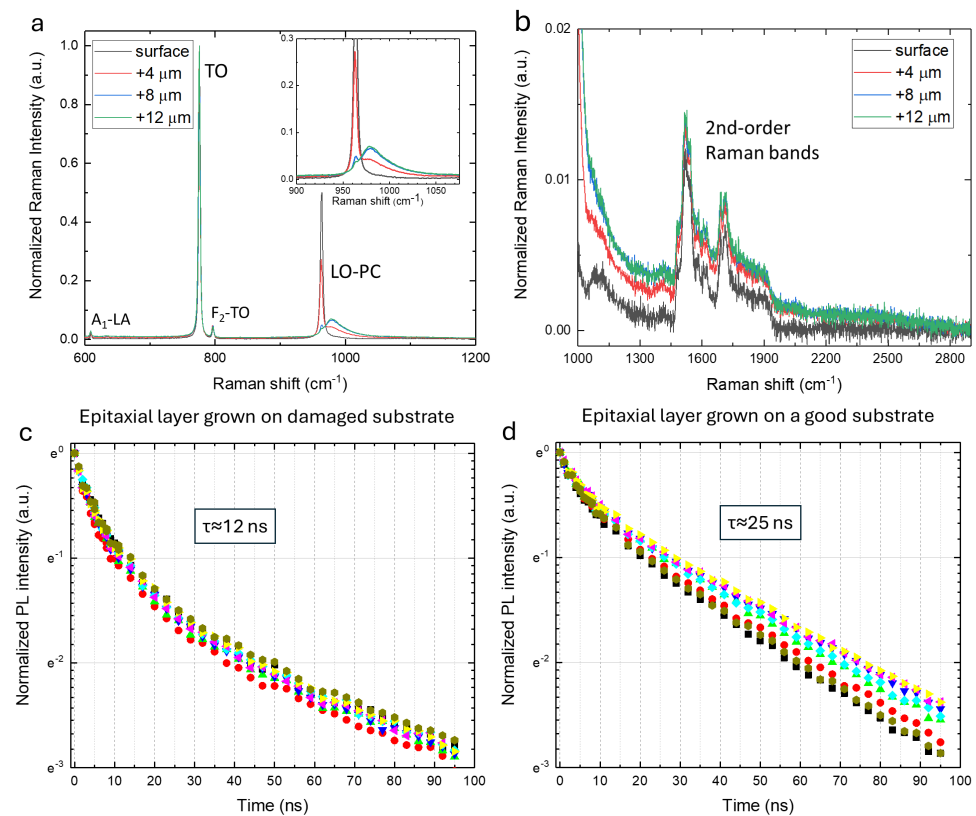 a
Normalized Raman Intensity (a.u.)
1.0
0.8
0.6
0.4
0.2
0.0
surface
+4 μm
+8 μm
+12 μm
TO
A1-LA
F2-TO
LO-PC
600
800
1000
1200
Raman shift (cm-1)
0.3
0.2
0.1
0.0
900
950
1000
1050
Raman shift (cm-1)
b
Normalized Raman Intensity (a.u.)
0.02
0.01
0.00
surface
+4 μm
+8 μm
+12 μm
2nd-order
Raman bands
1000
1300
1600
1900
2200
2500
2800
Raman shift (cm-1)
Epitaxial layer grown on damaged substrate
c
Normalized PL intensity (a.u.)
e0
e-1
e-2
e-3
τ≈12 ns
0
10
20
30
40
50
60
70
80
90
100
Time (ns)
Epitaxial layer grown on a good substrate
d
Normalized PL intensity (a.u.)
e0
e-1
e-2
e-3
τ≈25 ns
0
10
20
30
40
50
60
70
80
90
100
Time (ns)